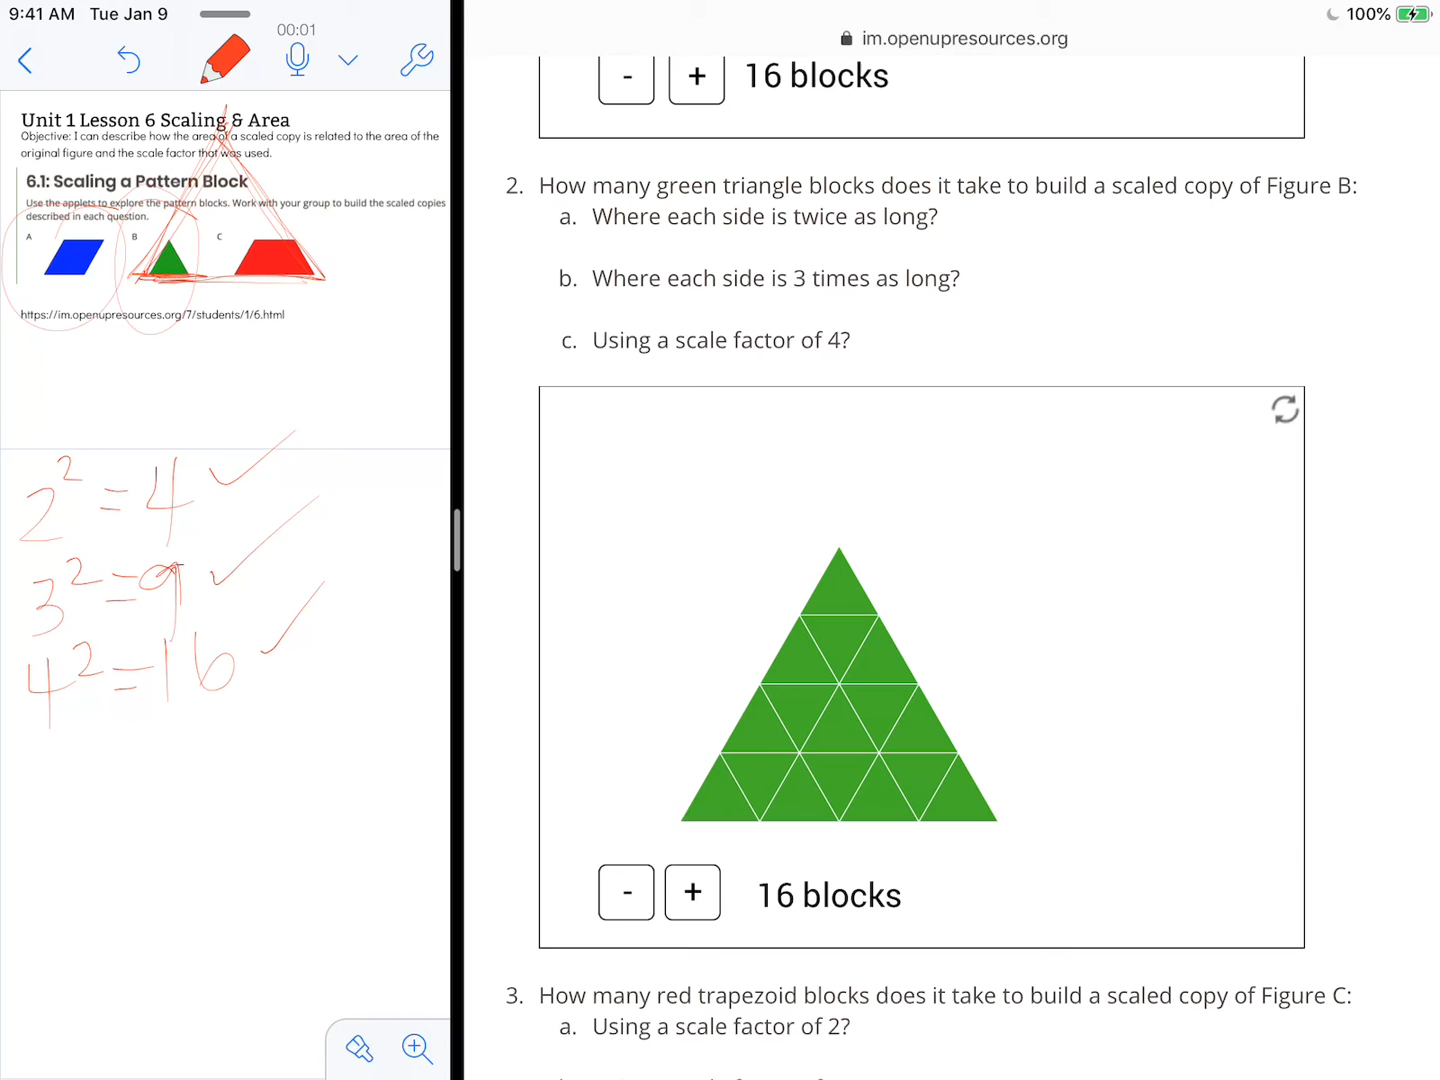 9:41 AM Tue Jan 9
00:01
100%
im.openupresources.org
Unit 1 Lesson 6 Scaling & Area
Objective: I can describe how the area of a scaled copy is related to the area of the
original figure and the scale factor that was used.
6.1: Scaling a Pattern Block
Use the applets to explore the pattern blocks. Work with your group to build the scaled copies
described in each question.
A B C
https://im.openupresources.org/7/students/1/6.html
2² = 4 ✓
3² = 9 ✓
4² = 16 ✓
- + 16 blocks
2. How many green triangle blocks does it take to build a scaled copy of Figure B:
a. Where each side is twice as long?
b. Where each side is 3 times as long?
c. Using a scale factor of 4?
- + 16 blocks
3. How many red trapezoid blocks does it take to build a scaled copy of Figure C:
a. Using a scale factor of 2?